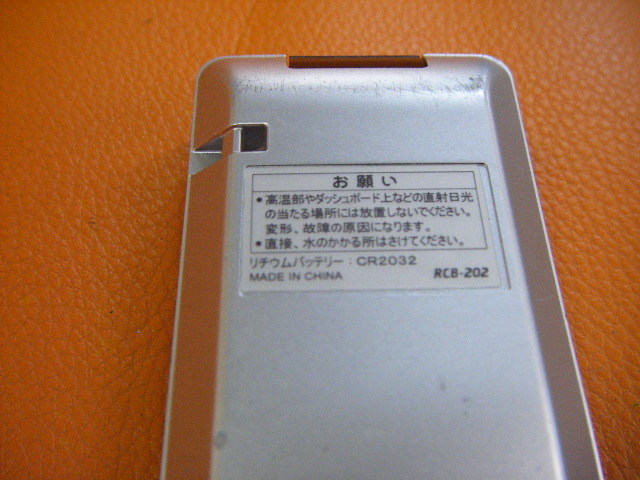 お願い
•高温部やダッシュボード上などの直射日光
の当たる場所には放置しないでください。
変形、故障の原因になります。
•直接、水のかかる所はさけてください。
リチウムバッテリー：CR2032
MADE IN CHINA RCB-202